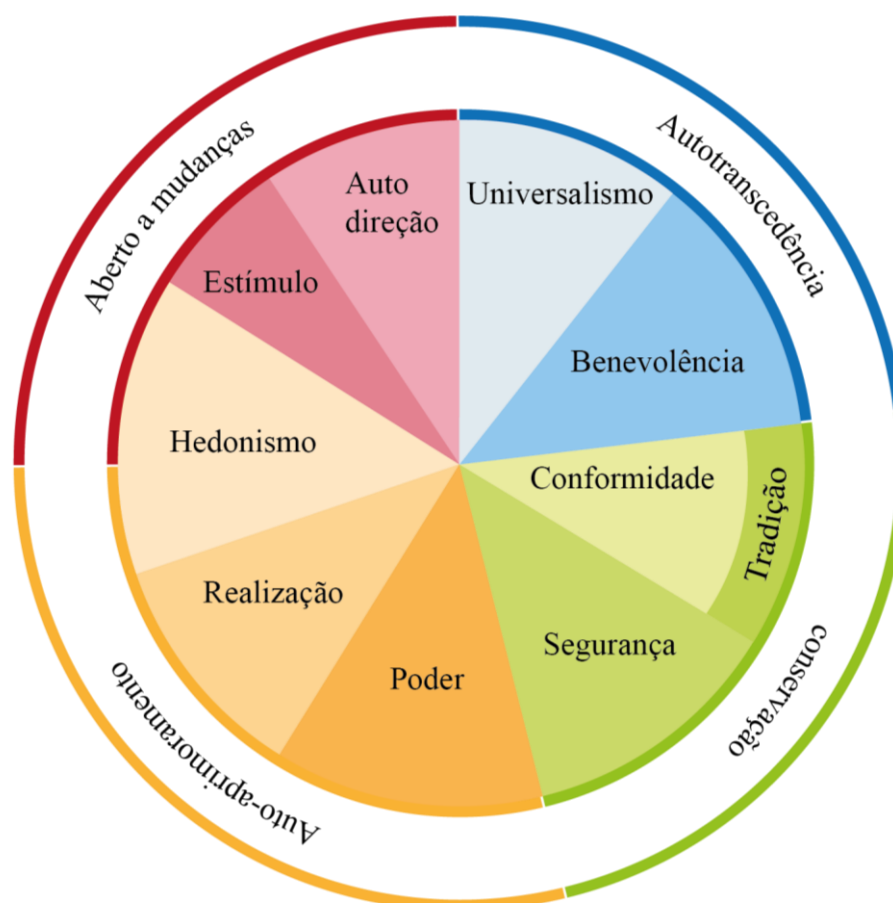 Aberto a mudanças
Autotranscedência
Auto
direção
Universalismo
Estímulo
Benevolência
Hedonismo
Conformidade
Tradição
Realização
Segurança
Poder
Auto-aprimoramento
conservação